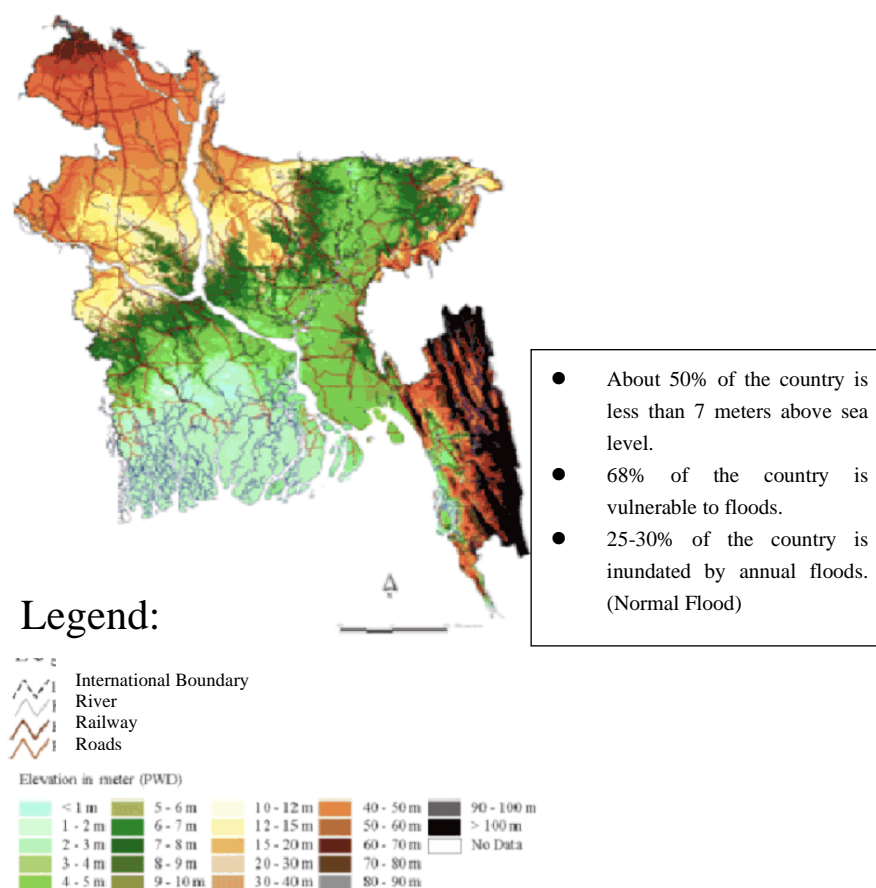 ● About 50% of the country is
less than 7 meters above sea
level.
● 68% of the country is
vulnerable to floods.
● 25-30% of the country is
inundated by annual floods.
(Normal Flood)
Legend:
International Boundary
River
Railway
Roads
Elevation in meter (PWD)
< 1 m
1 - 2 m
2 - 3 m
3 - 4 m
4 - 5 m
5 - 6 m
6 - 7 m
7 - 8 m
8 - 9 m
9 - 10 m
10 - 12 m
12 - 15 m
15 - 20 m
20 - 30 m
30 - 40 m
40 - 50 m
50 - 60 m
60 - 70 m
70 - 80 m
80 - 90 m
90 - 100 m
> 100 m
No Data